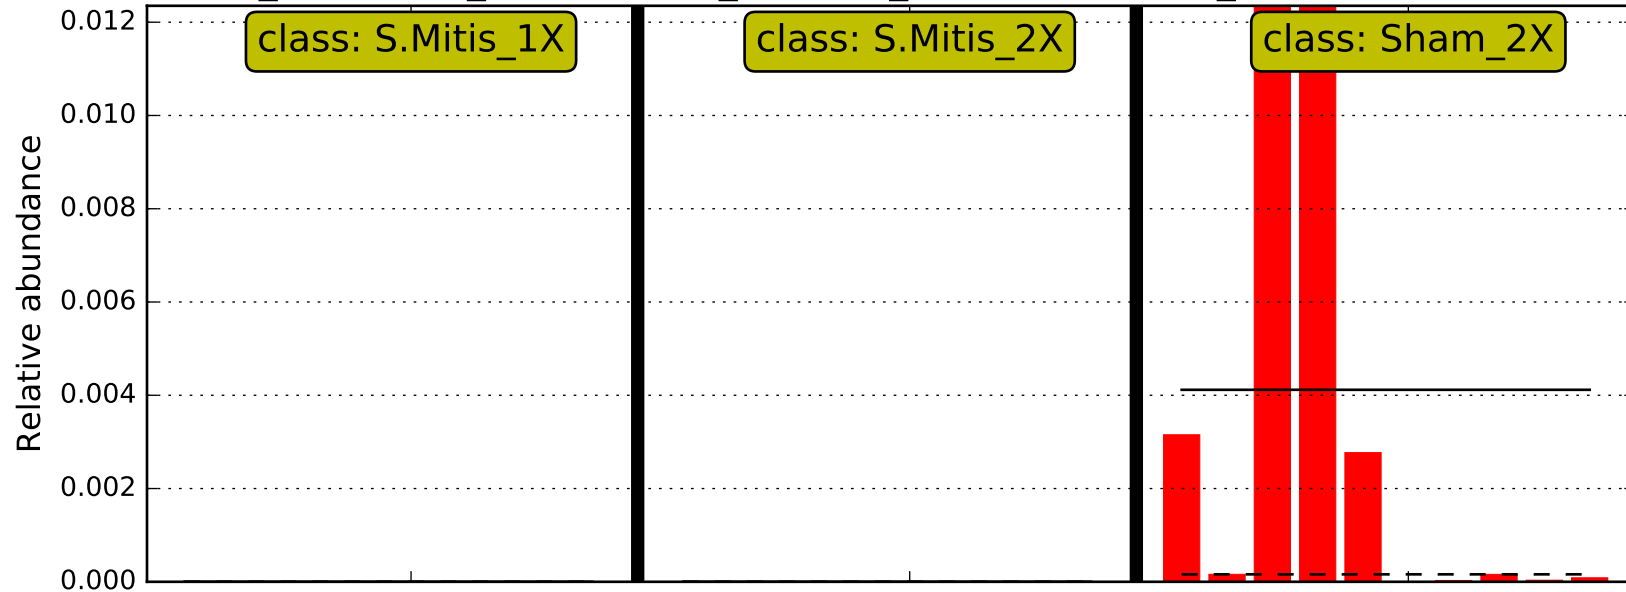 class: S.Mitis_1X
class: S.Mitis_2X
class: Sham_2X
Relative abundance
0.012
0.010
0.008
0.006
0.004
0.002
0.000